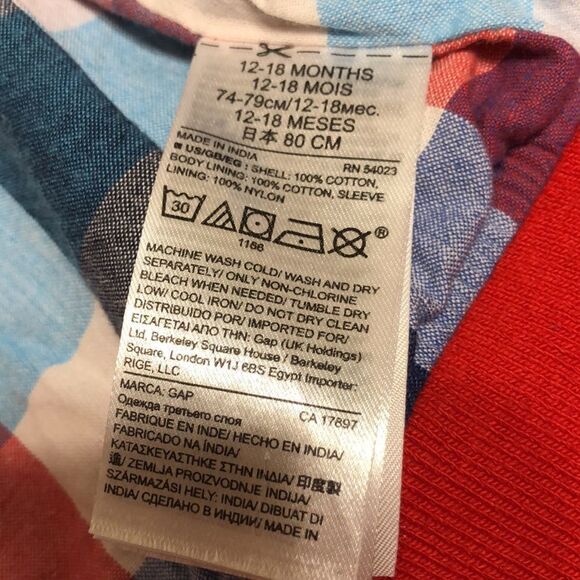 12-18 MONTHS
12-18 MOIS
74-79см/12-18мес.
12-18 MESES
日本 80 CM
MADE IN INDIA RN 54023
US/GB/EG: SHELL: 100% COTTON,
BODY LINING: 100% COTTON, SLEEVE
LINING: 100% NYLON
30
®
1166
MACHINE WASH COLD/ WASH AND DRY
SEPARATELY/ ONLY NON-CHLORINE
BLEACH WHEN NEEDED/ TUMBLE DRY
LOW/ COOL IRON/ DO NOT DRY CLEAN
DISTRIBUIDO POR/ IMPORTED FOR/
ΕΙΣΑΓΕΤΑΙ ΑΠΟ ΤΗΝ: Gap (UK Holdings)
Ltd, Berkeley Square House / Berkeley
Square, London W1J 6BS Egypt Importer:
RIGE, LLC
MARCA: GAP CA 17897
Одежда третьего слоя
FABRIQUE EN INDE/ HECHO EN INDIA/
FABRICADO NA ÍNDIA/
ΚΑΤΑΣΚΕΥΑΣΤΗΚΕ ΣΤΗΝ ΙΝΔΙΑ/ 印度製
造/ ZEMLJA PROIZVODNJE INDIJA/
SZÁRMAZÁSI HELY: INDIA/ DIBUAT DI
INDIA/ СДЕЛАНО В ИНДИИ/ MADE IN